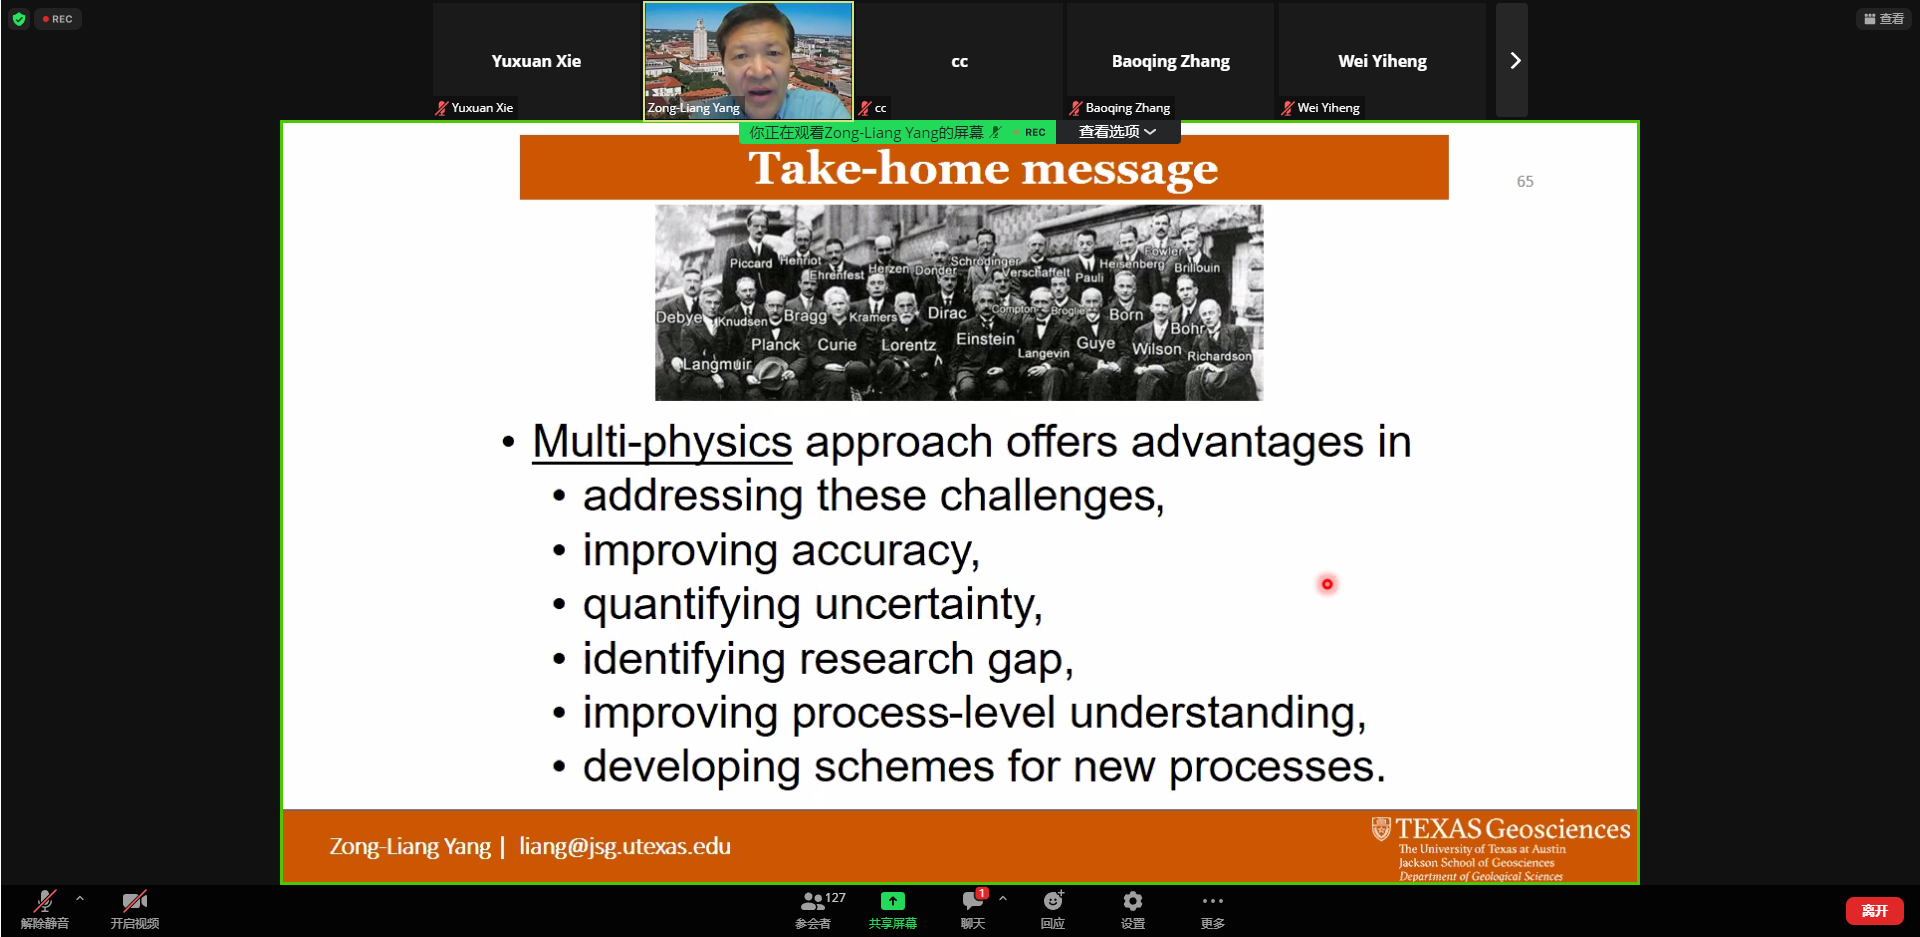 REC
查看
Yuxuan Xie
cc
Baoqing Zhang
Wei Yiheng
Yuxuan Xie
Zong-Liang Yang
cc
Baoqing Zhang
Wei Yiheng
你正在观看Zong-Liang Yang的屏幕
REC
查看选项
Take-home message
65
Piccard Henriot Ehrenfest Herzen Donder Schrodinger Verschaffelt Pauli Heisenberg Fowler Brillouin
Debye Knudsen Bragg Kramers Dirac Compton Broglie Born Bohr
Langmuir Planck Curie Lorentz Einstein Langevin Guye Wilson Richardson
• Multi-physics approach offers advantages in
• addressing these challenges,
• improving accuracy,
• quantifying uncertainty,
• identifying research gap,
• improving process-level understanding,
• developing schemes for new processes.
Zong-Liang Yang | liang@jsg.utexas.edu
TEXAS Geosciences
The University of Texas at Austin
Jackson School of Geosciences
Department of Geological Sciences
解除静音
开启视频
127
参会者
共享屏幕
1
聊天
回应
设置
更多
离开